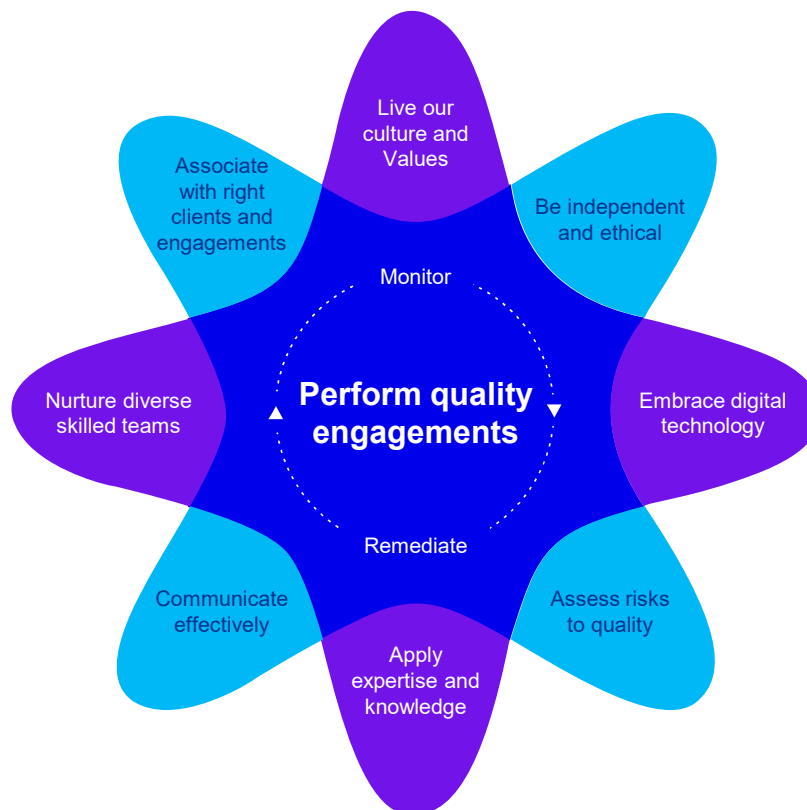 Live our
culture and
Values
Associate
with right
clients and
engagements
Be independent
and ethical
Monitor
Nurture diverse
skilled teams
Perform quality
engagements
Embrace digital
technology
Remediate
Communicate
effectively
Assess risks
to quality
Apply
expertise and
knowledge